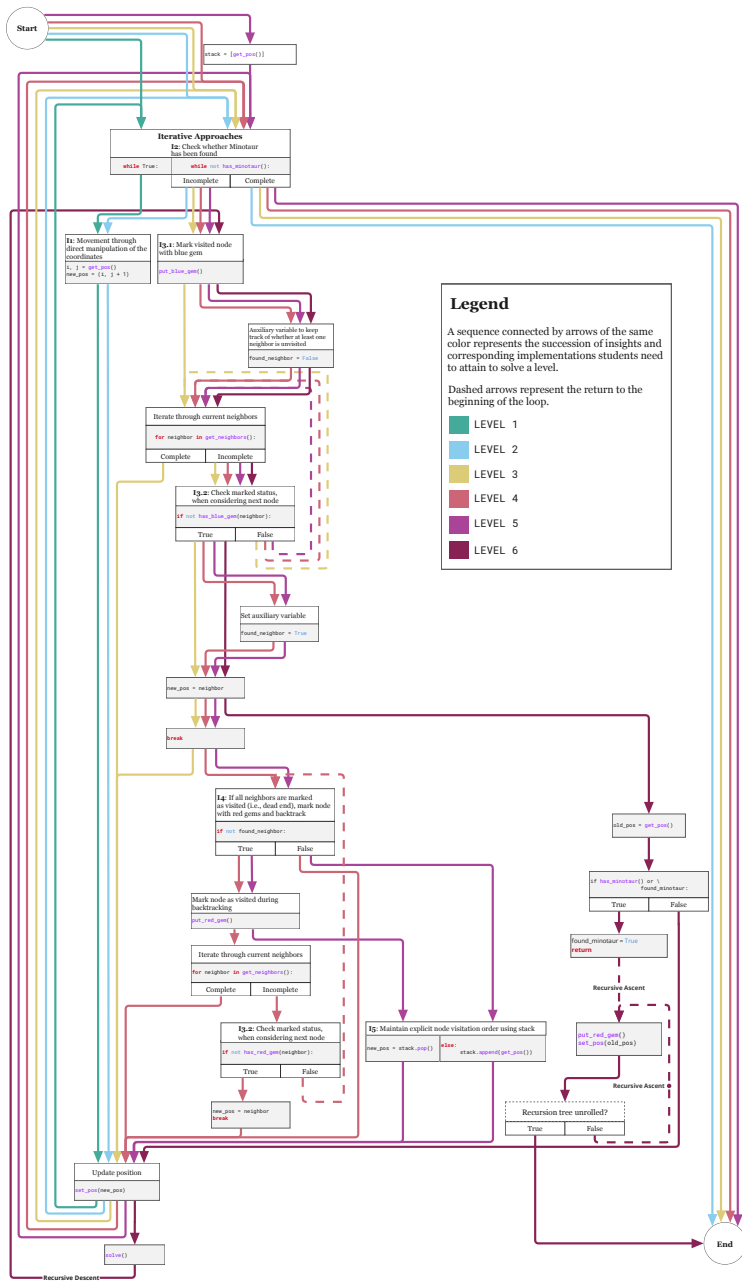 Start
stack = [get_pos()]
Iterative Approaches
I2: Check whether Minotaur
has been found
while True:
while not has_minotaur():
Incomplete
Complete
I1: Movement through
direct manipulation of the
coordinates
i, j = get_pos()
new_pos = (i, j + 1)
I3.1: Mark visited node
with blue gem
put_blue_gem()
Legend
A sequence connected by arrows of the same
color represents the succession of insights and
corresponding implementations students need
to attain to solve a level.
Dashed arrows represent the return to the
beginning of the loop.
LEVEL 1
LEVEL 2
LEVEL 3
LEVEL 4
LEVEL 5
LEVEL 6
Auxiliary variable to keep
track of whether at least one
neighbor is unvisited
found_neighbor = False
Iterate through current neighbors
for neighbor in get_neighbors():
Complete
Incomplete
I3.2: Check marked status,
when considering next node
if not has_blue_gem(neighbor):
True
False
Set auxiliary variable
found_neighbor = True
new_pos = neighbor
break
I4: If all neighbors are marked
as visited (i.e., dead end), mark node
with red gems and backtrack
if not found_neighbor:
True
False
old_pos = get_pos()
if has_minotaur() or \
found_minotaur:
True
False
Mark node as visited during
backtracking
put_red_gem()
found_minotaur = True
return
Iterate through current neighbors
for neighbor in get_neighbors():
Complete
Incomplete
Recursive Ascent
I3.2: Check marked status,
when considering next node
if not has_red_gem(neighbor):
True
False
I5: Maintain explicit node visitation order using stack
new_pos = stack.pop()
else:
stack.append(get_pos())
put_red_gem()
set_pos(old_pos)
Recursive Ascent
new_pos = neighbor
break
Recursion tree unrolled?
True
False
Update position
set_pos(new_pos)
solve()
Recursive Descent
End